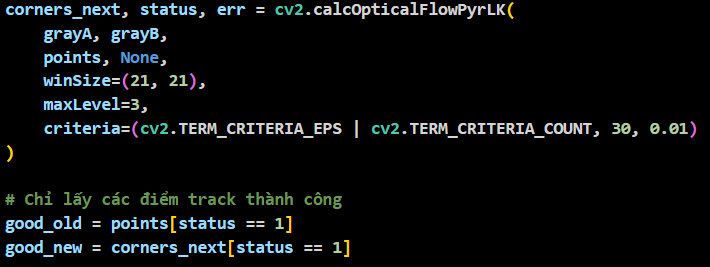 corners_next, status, err = cv2.calcOpticalFlowPyrLK(
    grayA, grayB,
    points, None,
    winSize=(21, 21),
    maxLevel=3,
    criteria=(cv2.TERM_CRITERIA_EPS | cv2.TERM_CRITERIA_COUNT, 30, 0.01)
)
# Chỉ lấy các điểm track thành công
good_old = points[status == 1]
good_new = corners_next[status == 1]